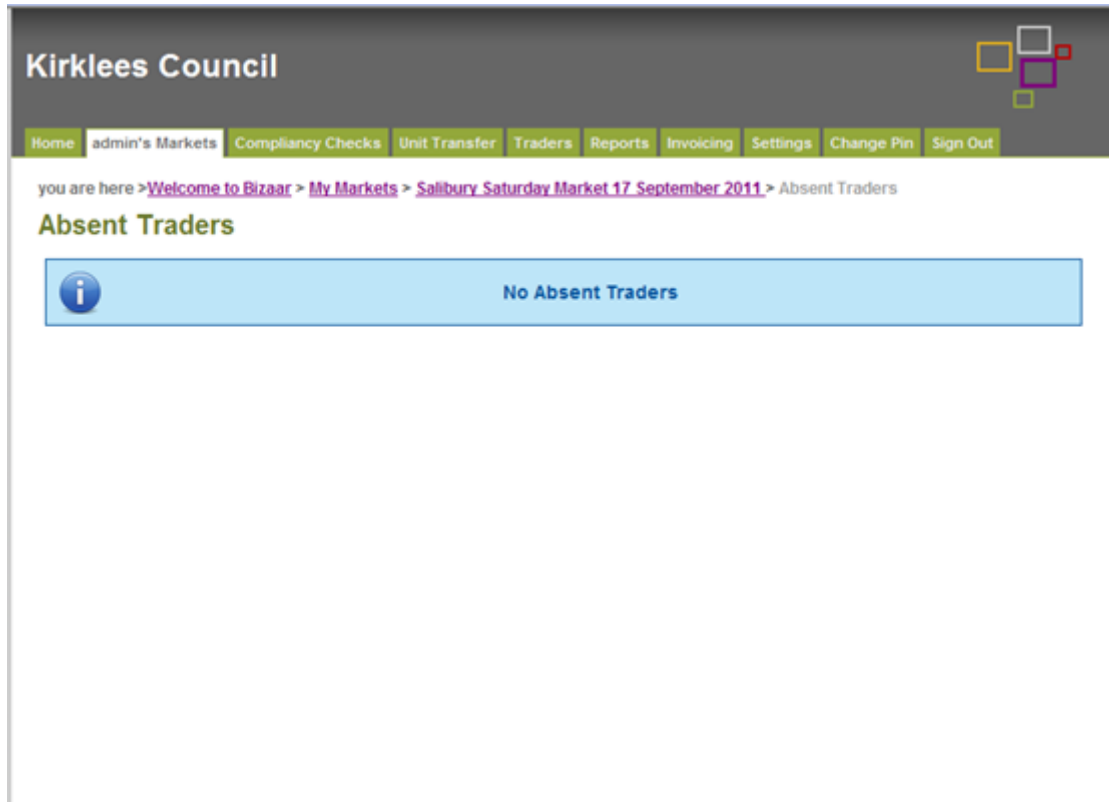 Kirklees Council
Home admin's Markets Compliancy Checks Unit Transfer Traders Reports Invoicing Settings Change Pin Sign Out
you are here >Welcome to Bizaar > My Markets > Salibury Saturday Market 17 September 2011 > Absent Traders
Absent Traders
i No Absent Traders